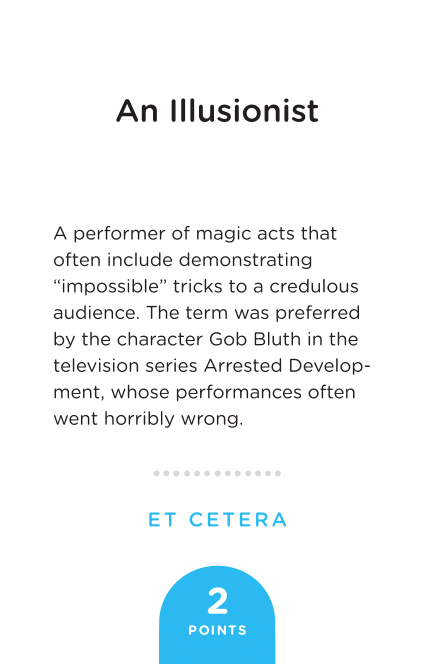 An Illusionist
A performer of magic acts that
often include demonstrating
“impossible” tricks to a credulous
audience. The term was preferred
by the character Gob Bluth in the
television series Arrested Develop-
ment, whose performances often
went horribly wrong.
ET CETERA
2
POINTS